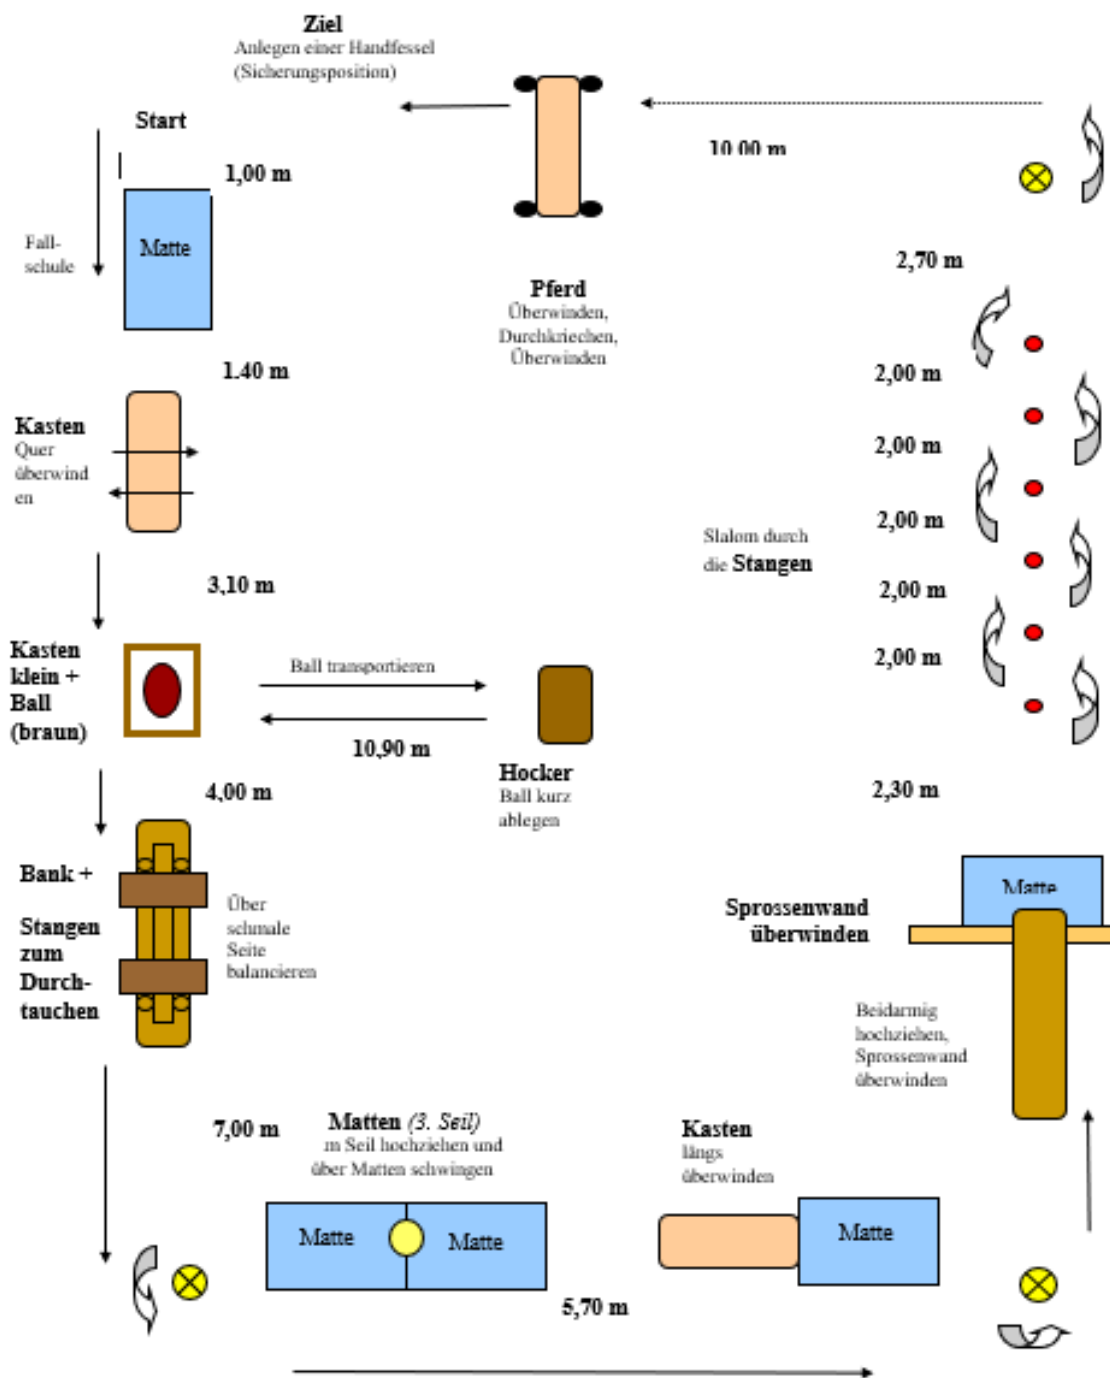 Ziel
Anlegen einer Handfessel
(Sicherungsposition)
Start
1,00 m
10,00 m
Fall-
schule
Matte
2,70 m
Pferd
Überwinden,
Durchkriechen,
Überwinden
1,40 m
2,00 m
Kasten
Quer
überwind
en
2,00 m
2,00 m
Slalom durch
die Stangen
3,10 m
2,00 m
Kasten
klein +
Ball
(braun)
Ball transportieren
2,00 m
10,90 m
Hocker
Ball kurz
ablegen
4,00 m
2,30 m
Bank +
Stangen
zum
Durch-
tauchen
Über
schmale
Seite
balancieren
Matte
Sprossenwand
überwinden
Beidarmig
hochziehen,
Sprossenwand
überwinden
7,00 m
Matten (3. Seil)
m Seil hochziehen und
über Matten schwingen
Kasten
längs
überwinden
Matte
Matte
Matte
5,70 m